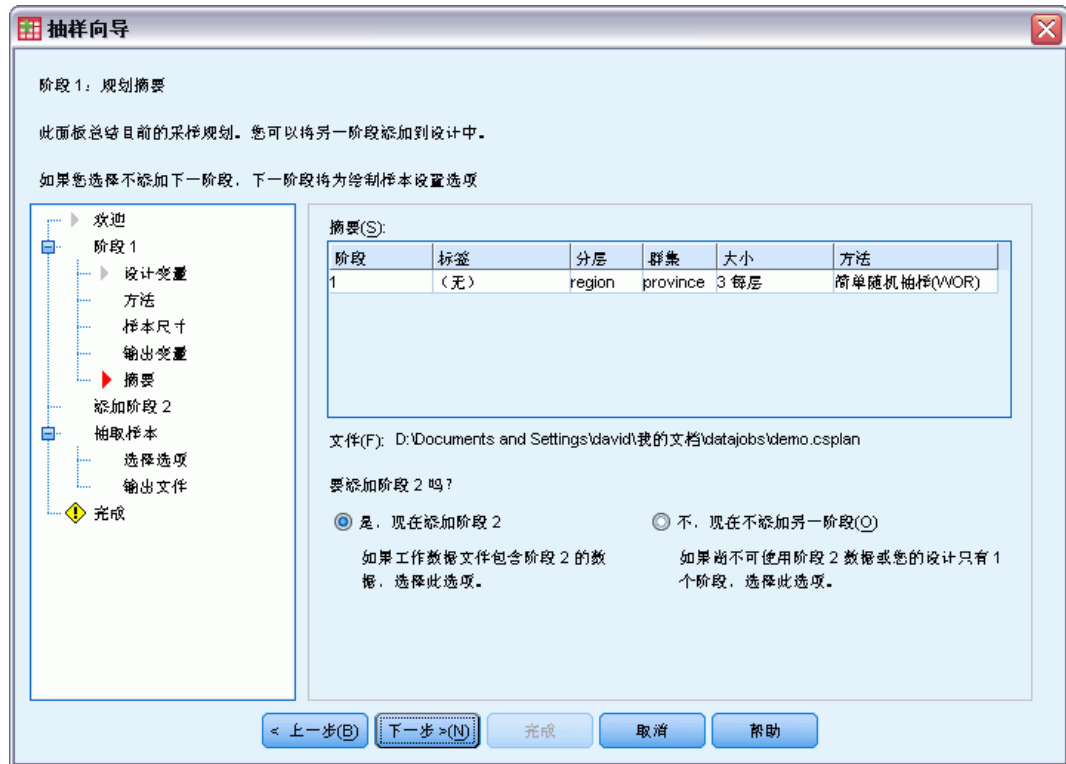 抽样向导
阶段 1：规划摘要
此面板总结目前的采样规划。您可以将另一阶段添加到设计中。
如果您选择不添加下一阶段，下一阶段将为绘制样本设置选项
欢迎
阶段 1
设计变量
方法
样本尺寸
输出变量
摘要
添加阶段 2
抽取样本
选择选项
输出文件
完成
摘要(S):
阶段 标签 分层 群集 大小 方法
1 （无） region province 3 每层 简单随机抽样(WOR)
文件(F): D:\Documents and Settings\david\我的文档\datajobs\demo.csplan
要添加阶段 2 吗？
是，现在添加阶段 2
如果工作数据文件包含阶段 2 的数
据，选择此选项。
不，现在不添加另一阶段(O)
如果尚不可使用阶段 2 数据或您的设计只有 1
个阶段，选择此选项。
< 上一步(B) 下一步 >(N) 完成 取消 帮助